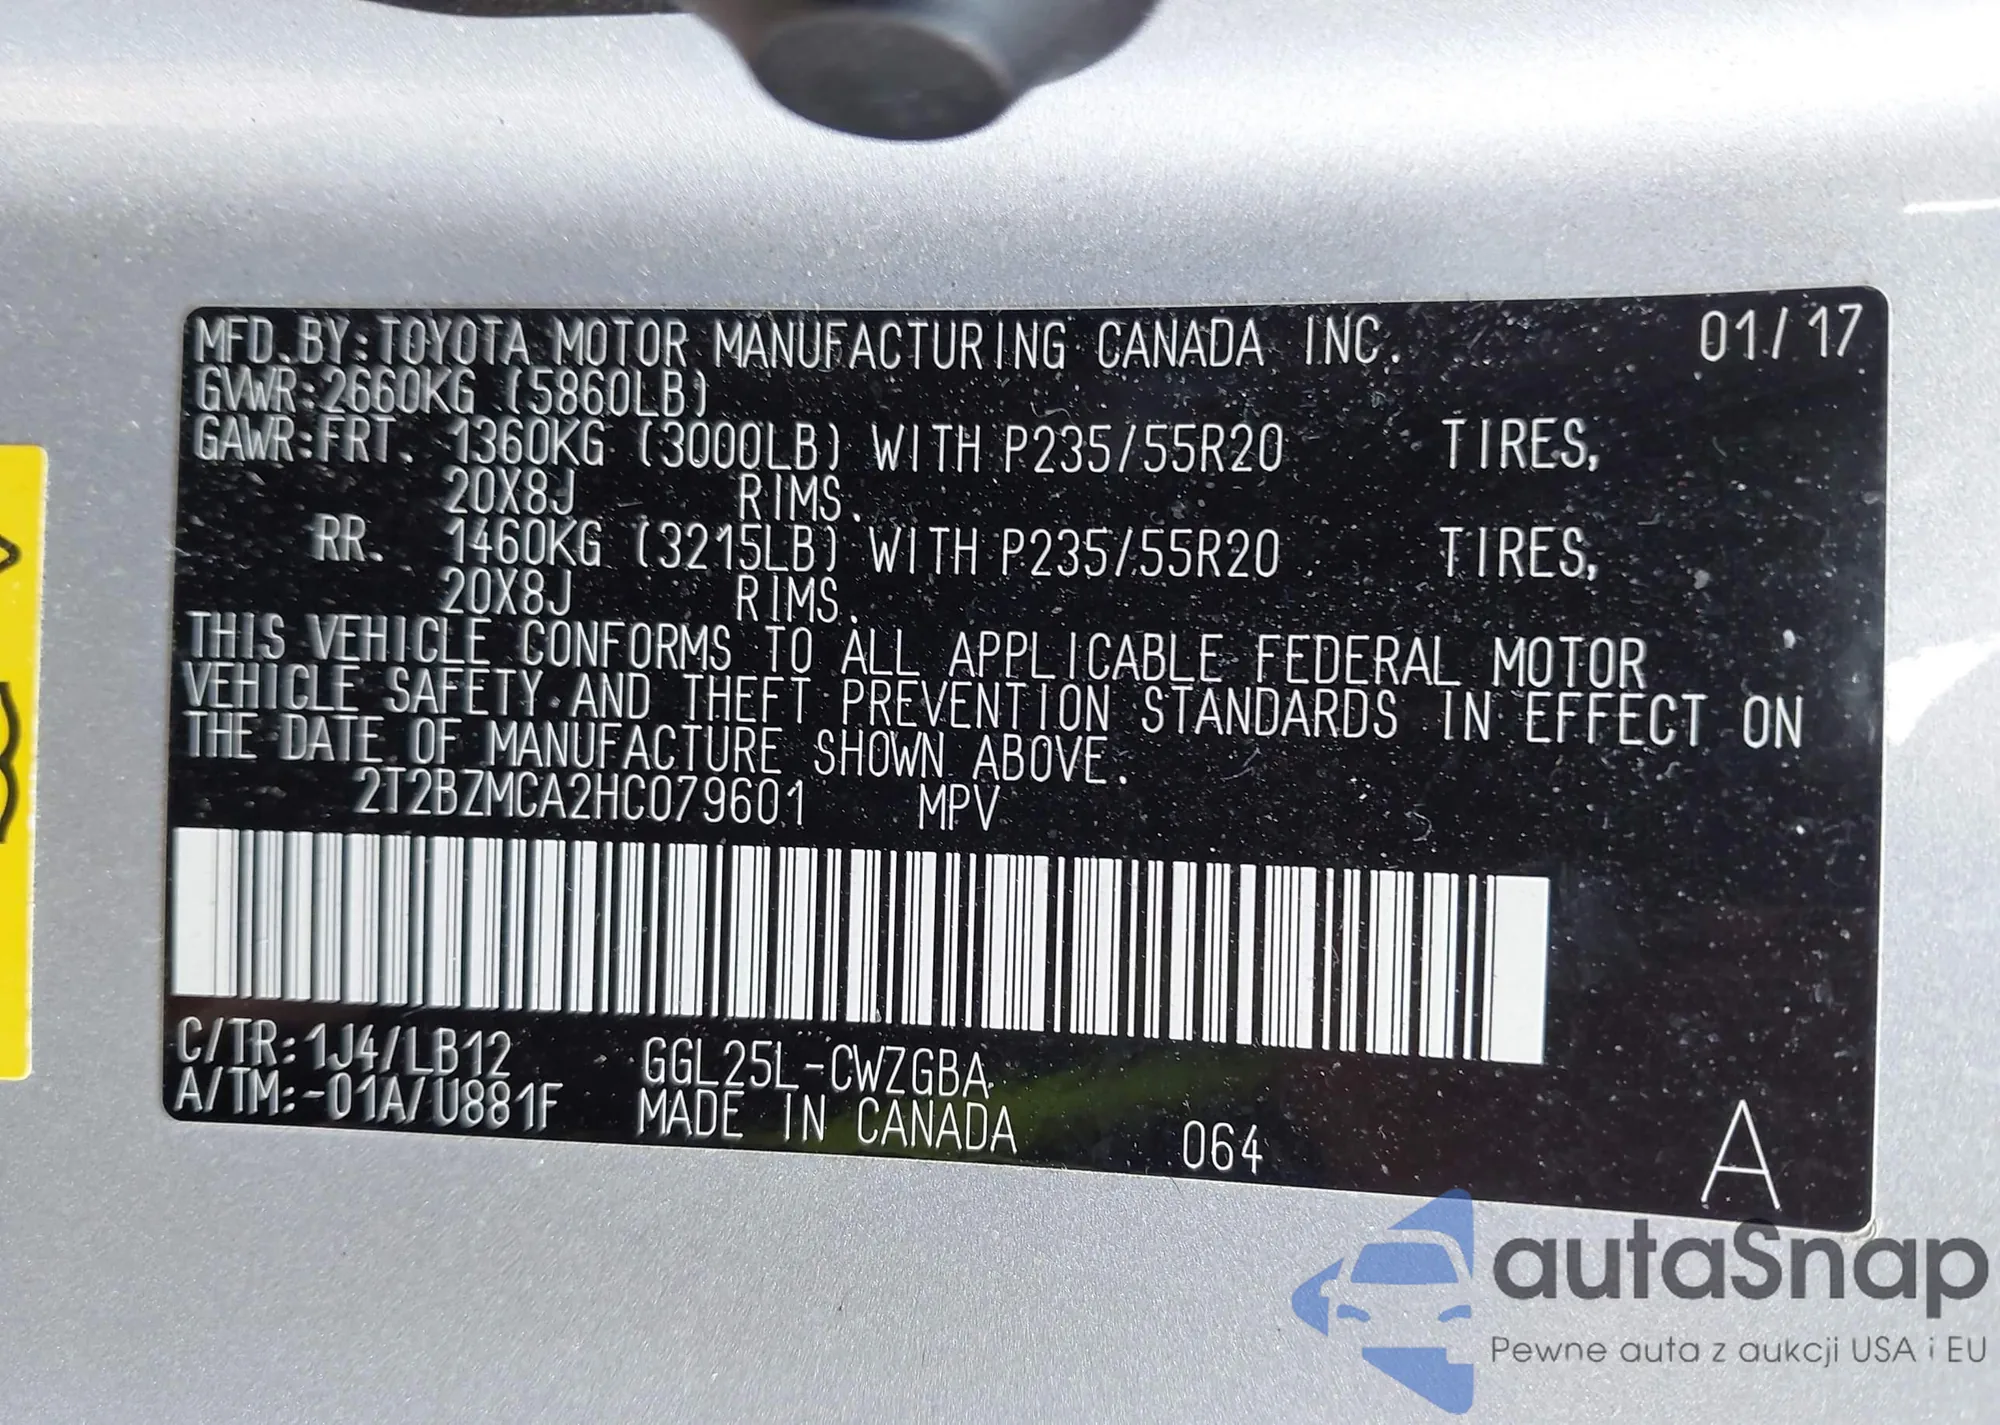 MFD. BY: TOYOTA MOTOR MANUFACTURING CANADA INC. 01/17
GVWR: 2660KG (5860LB)
GAWR: FRT. 1360KG (3000LB) WITH P235/55R20 TIRES,
20X8J RIMS.
RR. 1460KG (3215LB) WITH P235/55R20 TIRES,
20X8J RIMS.
THIS VEHICLE CONFORMS TO ALL APPLICABLE FEDERAL MOTOR
VEHICLE SAFETY AND THEFT PREVENTION STANDARDS IN EFFECT ON
THE DATE OF MANUFACTURE SHOWN ABOVE.
2T2BZMCA2HC079601 MPV
C/TR: 1J4/LB12 GGL25L-CWZGBA
A/TM: -01A/U881F MADE IN CANADA 064 A
autaSnap
Pewne auta z aukcji USA i EU